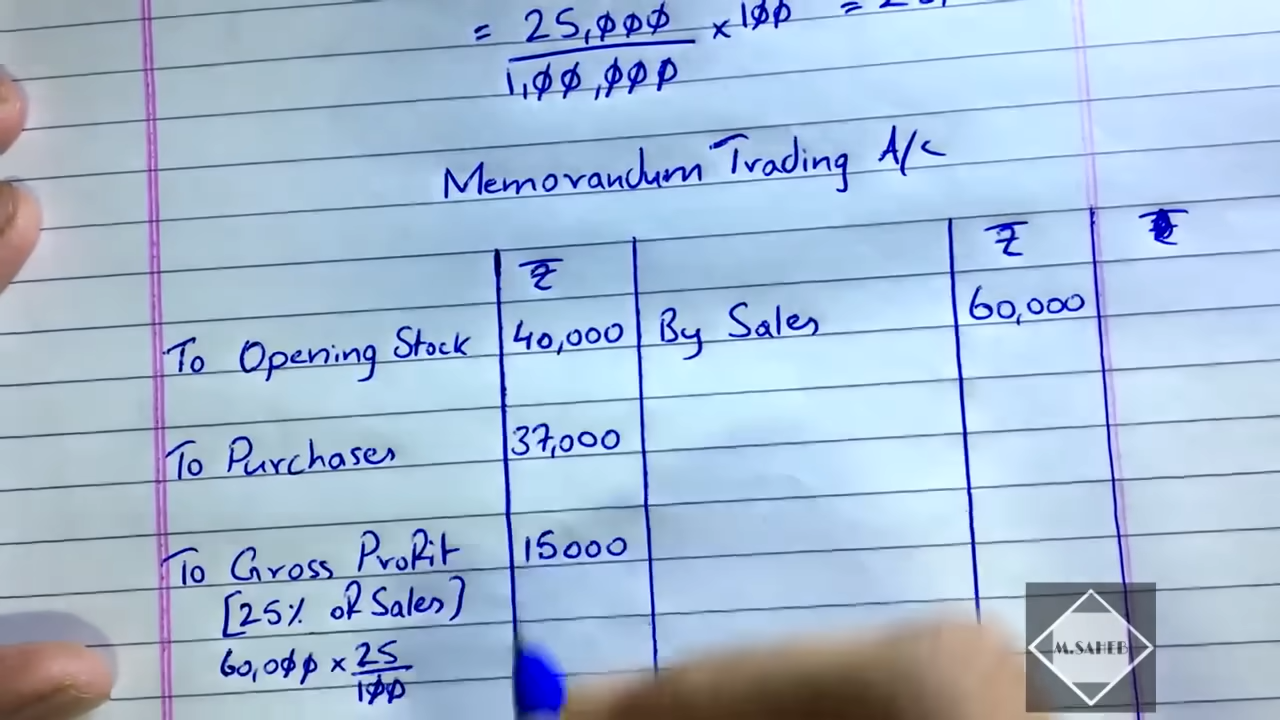 = 25,000 × 100 =
1,00,000
Memorandum Trading A/c
₹ ₹
To Opening Stock 40,000 By Sales 60,000
To Purchases 37,000
To Gross Profit 15000
[25% of Sales]
60,000 × 25
100
M.SAHEB